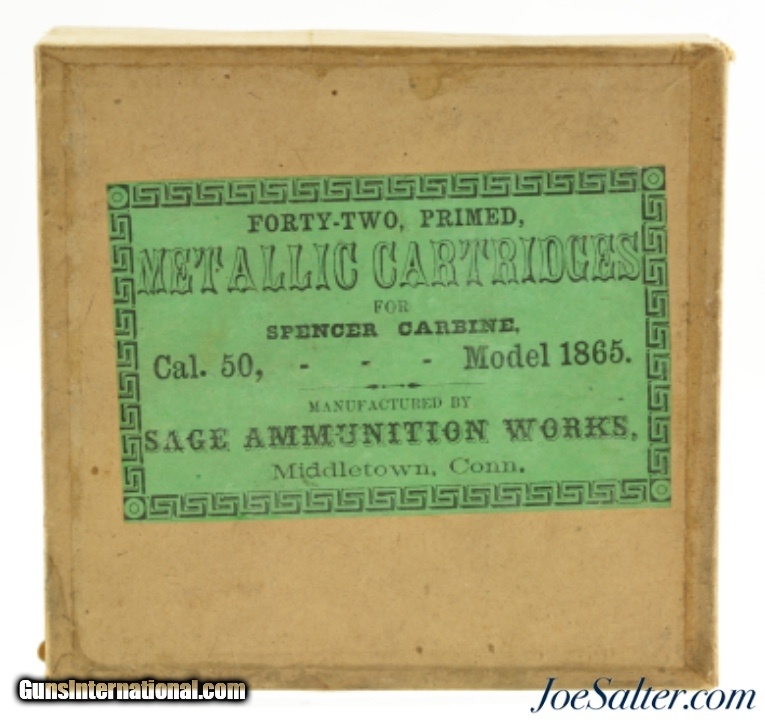 FORTY-TWO, PRIMED,
METALLIC CARTRIDGES
FOR
SPENCER CARBINE,
Cal. 50, - - - Model 1865.
MANUFACTURED BY
SAGE AMMUNITION WORKS,
Middletown, Conn.
GunsInternational.com
JoeSalter.com